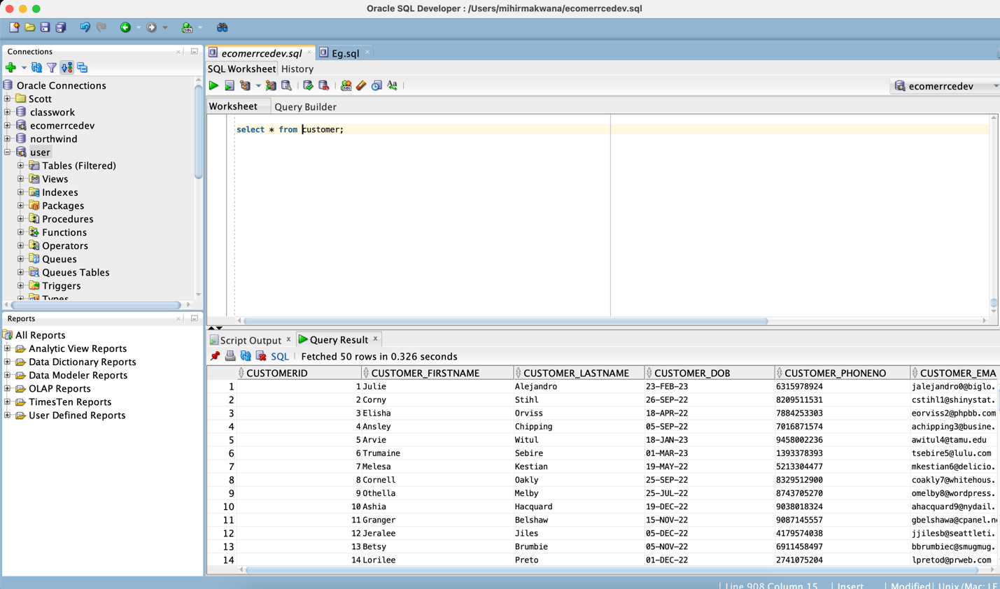 Oracle SQL Developer : /Users/mihirmakwana/ecomerrcedev.sql
Connections
Oracle Connections
Scott
classwork
ecomerrcedev
northwind
user
Tables (Filtered)
Views
Indexes
Packages
Procedures
Functions
Operators
Queues
Queues Tables
Triggers
Types
Reports
All Reports
Analytic View Reports
Data Dictionary Reports
Data Modeler Reports
OLAP Reports
TimesTen Reports
User Defined Reports
ecomerrcedev.sql Eg.sql
SQL Worksheet History
ecomerrcedev
Worksheet Query Builder
select * from customer;
Script Output Query Result
SQL Fetched 50 rows in 0.326 seconds
CUSTOMERID CUSTOMER_FIRSTNAME CUSTOMER_LASTNAME CUSTOMER_DOB CUSTOMER_PHONENO CUSTOMER_EMA
1 1 Julie Alejandro 23-FEB-23 6315978924 jalejandro0@biglo.
2 2 Corny Stihl 26-SEP-22 8209511531 cstihl1@shinystat.
3 3 Elisha Orviss 18-APR-22 7884253303 eorviss2@phpbb.com
4 4 Ansley Chipping 05-SEP-22 7016871574 achipping3@busine.
5 5 Arvie Witul 18-JAN-23 9458002236 awitul4@tamu.edu
6 6 Trumaine Sebire 01-MAR-23 1393378393 tsebire5@lulu.com
7 7 Melesa Kestian 19-MAY-22 5213304477 mkestian6@delicio.
8 8 Cornell Oakly 25-SEP-22 8329512900 coakly7@whitehous.
9 9 Othella Melby 25-JUL-22 8743705270 omelby8@wordpress.
10 10 Ashia Hacquard 19-DEC-22 9038018324 ahacquard9@nydail.
11 11 Granger Belshaw 15-NOV-22 9087145557 gbelshawa@cpanel.ne
12 12 Jeralee Jiles 05-DEC-22 4179574038 jjilesb@seattleti.
13 13 Betsy Brumbie 05-NOV-22 6911458497 bbrumbiec@smugmug.
14 14 Lorilee Preto 01-DEC-22 2741075204 lpretod@prweb.com
Line 908 Column 15 Insert Modified Unix/Mac: LF